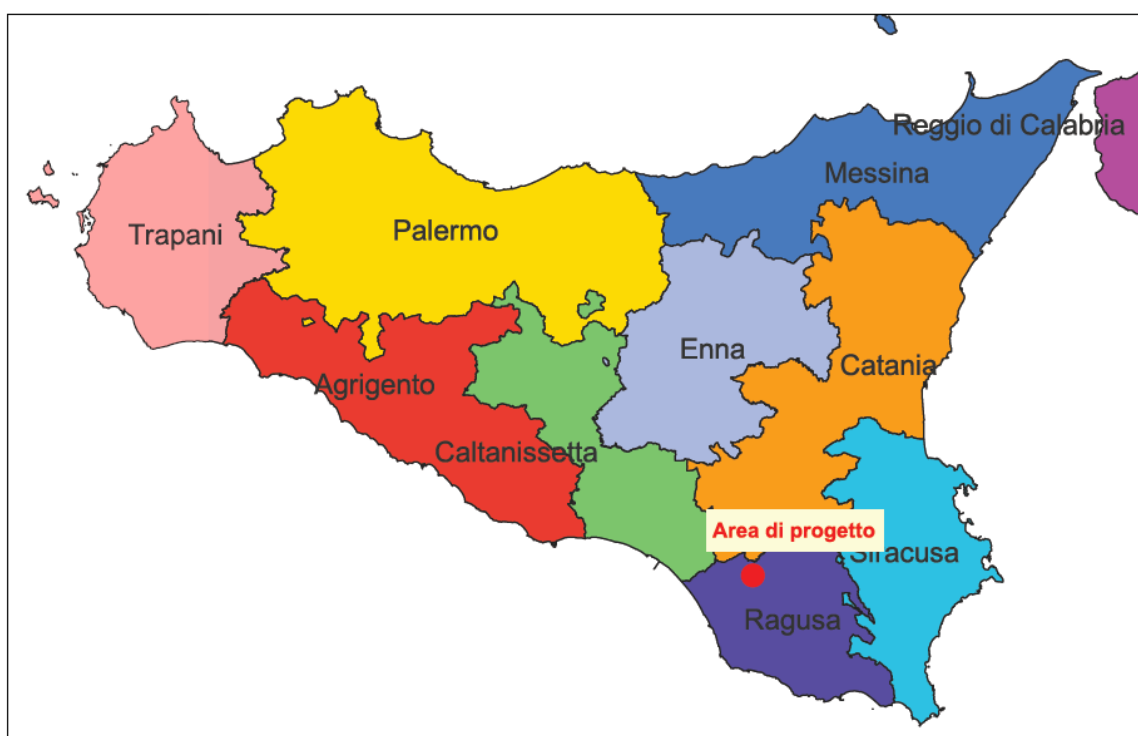 Reggio di Calabria
Messina
Trapani
Palermo
Enna
Catania
Agrigento
Caltanissetta
Area di progetto
Siracusa
Ragusa